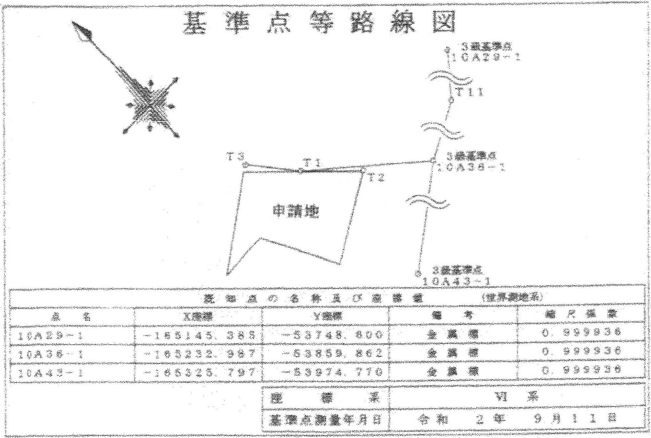 基準点等路線図
3級基準点
10A29-1
T11
T3
T1
T2
3級基準点
10A36-1
申請地
3級基準点
10A43-1
既知点の名称及び座標値 (世界測地系)
点名 X座標 Y座標 備考 縮尺係数
10A29-1 -165145.385 -53748.600 金属標 0.999936
10A36-1 -165232.987 -53859.862 金属標 0.999936
10A43-1 -165325.797 -53974.770 金属標 0.999936
座標系 VI系
基準点測量年月日 令和 2年 9月11日